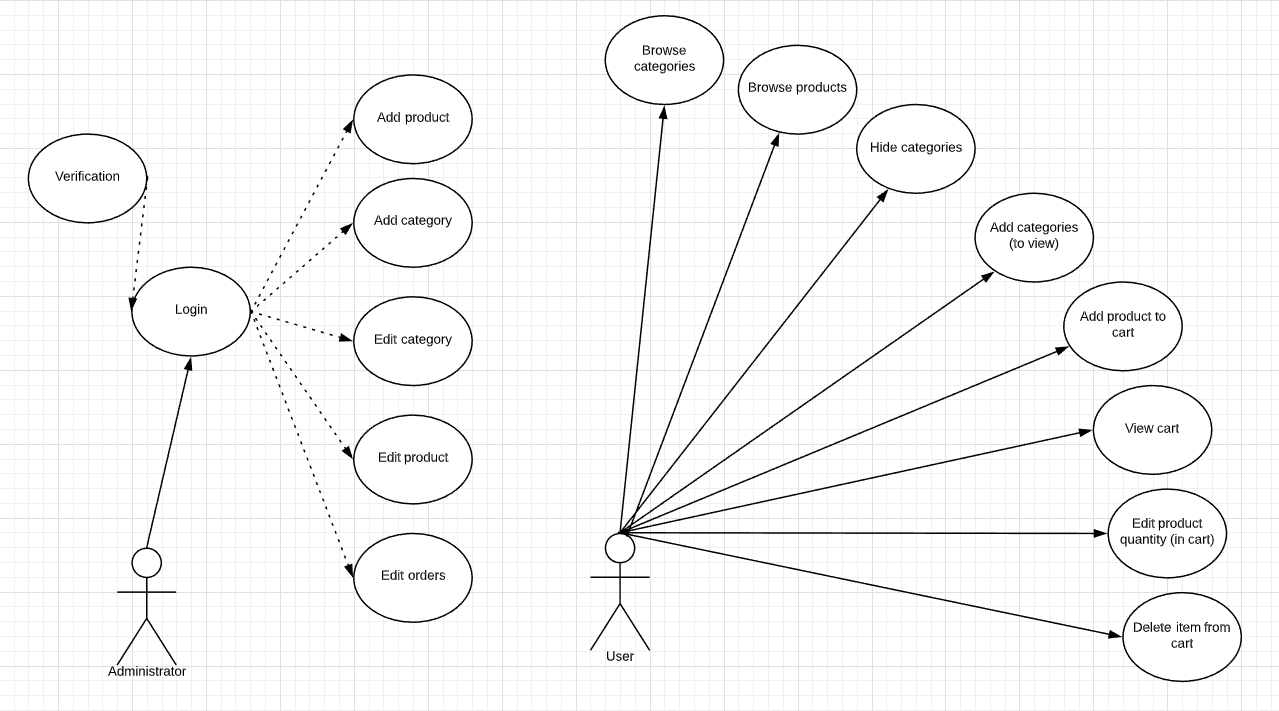 Verification
Login
Administrator
Add product
Add category
Edit category
Edit product
Edit orders
User
Browse
categories
Browse products
Hide categories
Add categories
(to view)
Add product to
cart
View cart
Edit product
quantity (in cart)
Delete item from
cart